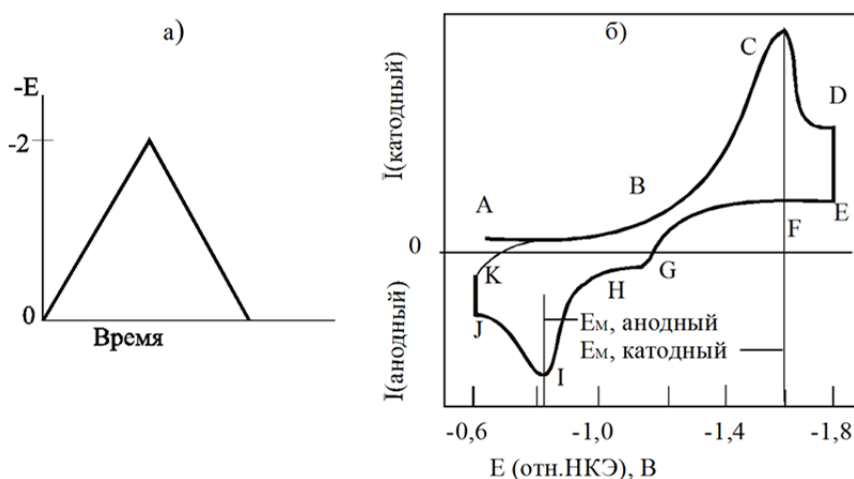 а)
-E
-2
0
Время
б)
I(катодный)
0
I(анодный)
A
B
C
D
E
F
G
H
I
J
K
Eм, анодный
Eм, катодный
-0,6 -1,0 -1,4 -1,8
E (отн.НКЭ), В